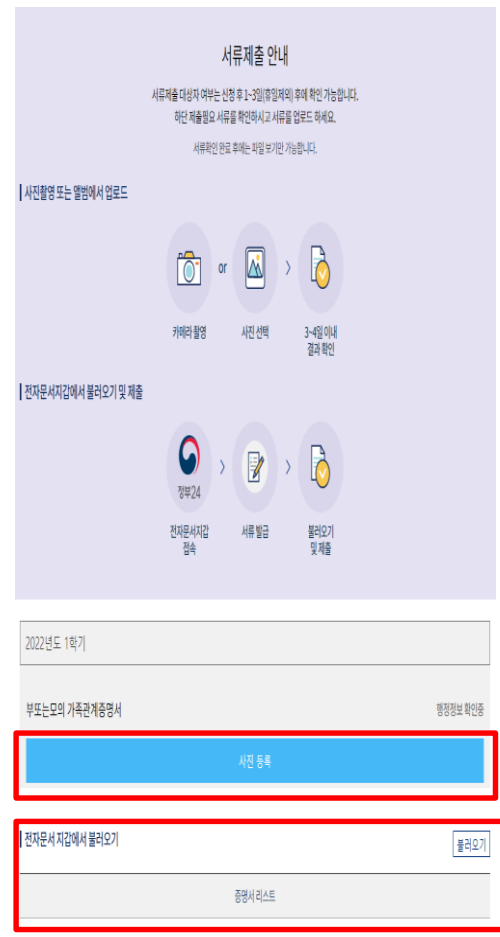 서류제출 안내
서류제출 대상자 여부는 신청 후 1~3일(휴일제외) 후에 확인 가능합니다.
하단 제출필요 서류를 확인하시고 서류를 업로드 하세요.
서류확인 완료 후에는 파일 보기만 가능합니다.
사진촬영 또는 앨범에서 업로드
or
카메라 촬영
사진 선택
3~4일 이내
결과 확인
전자문서지갑에서 불러오기 및 제출
정부24
전자문서지갑
접속
서류 발급
불러오기
및 제출
2022년도 1학기
부또는모의 가족관계증명서
행정정보 확인중
사진 등록
전자문서 지갑에서 불러오기
불러오기
증명서 리스트